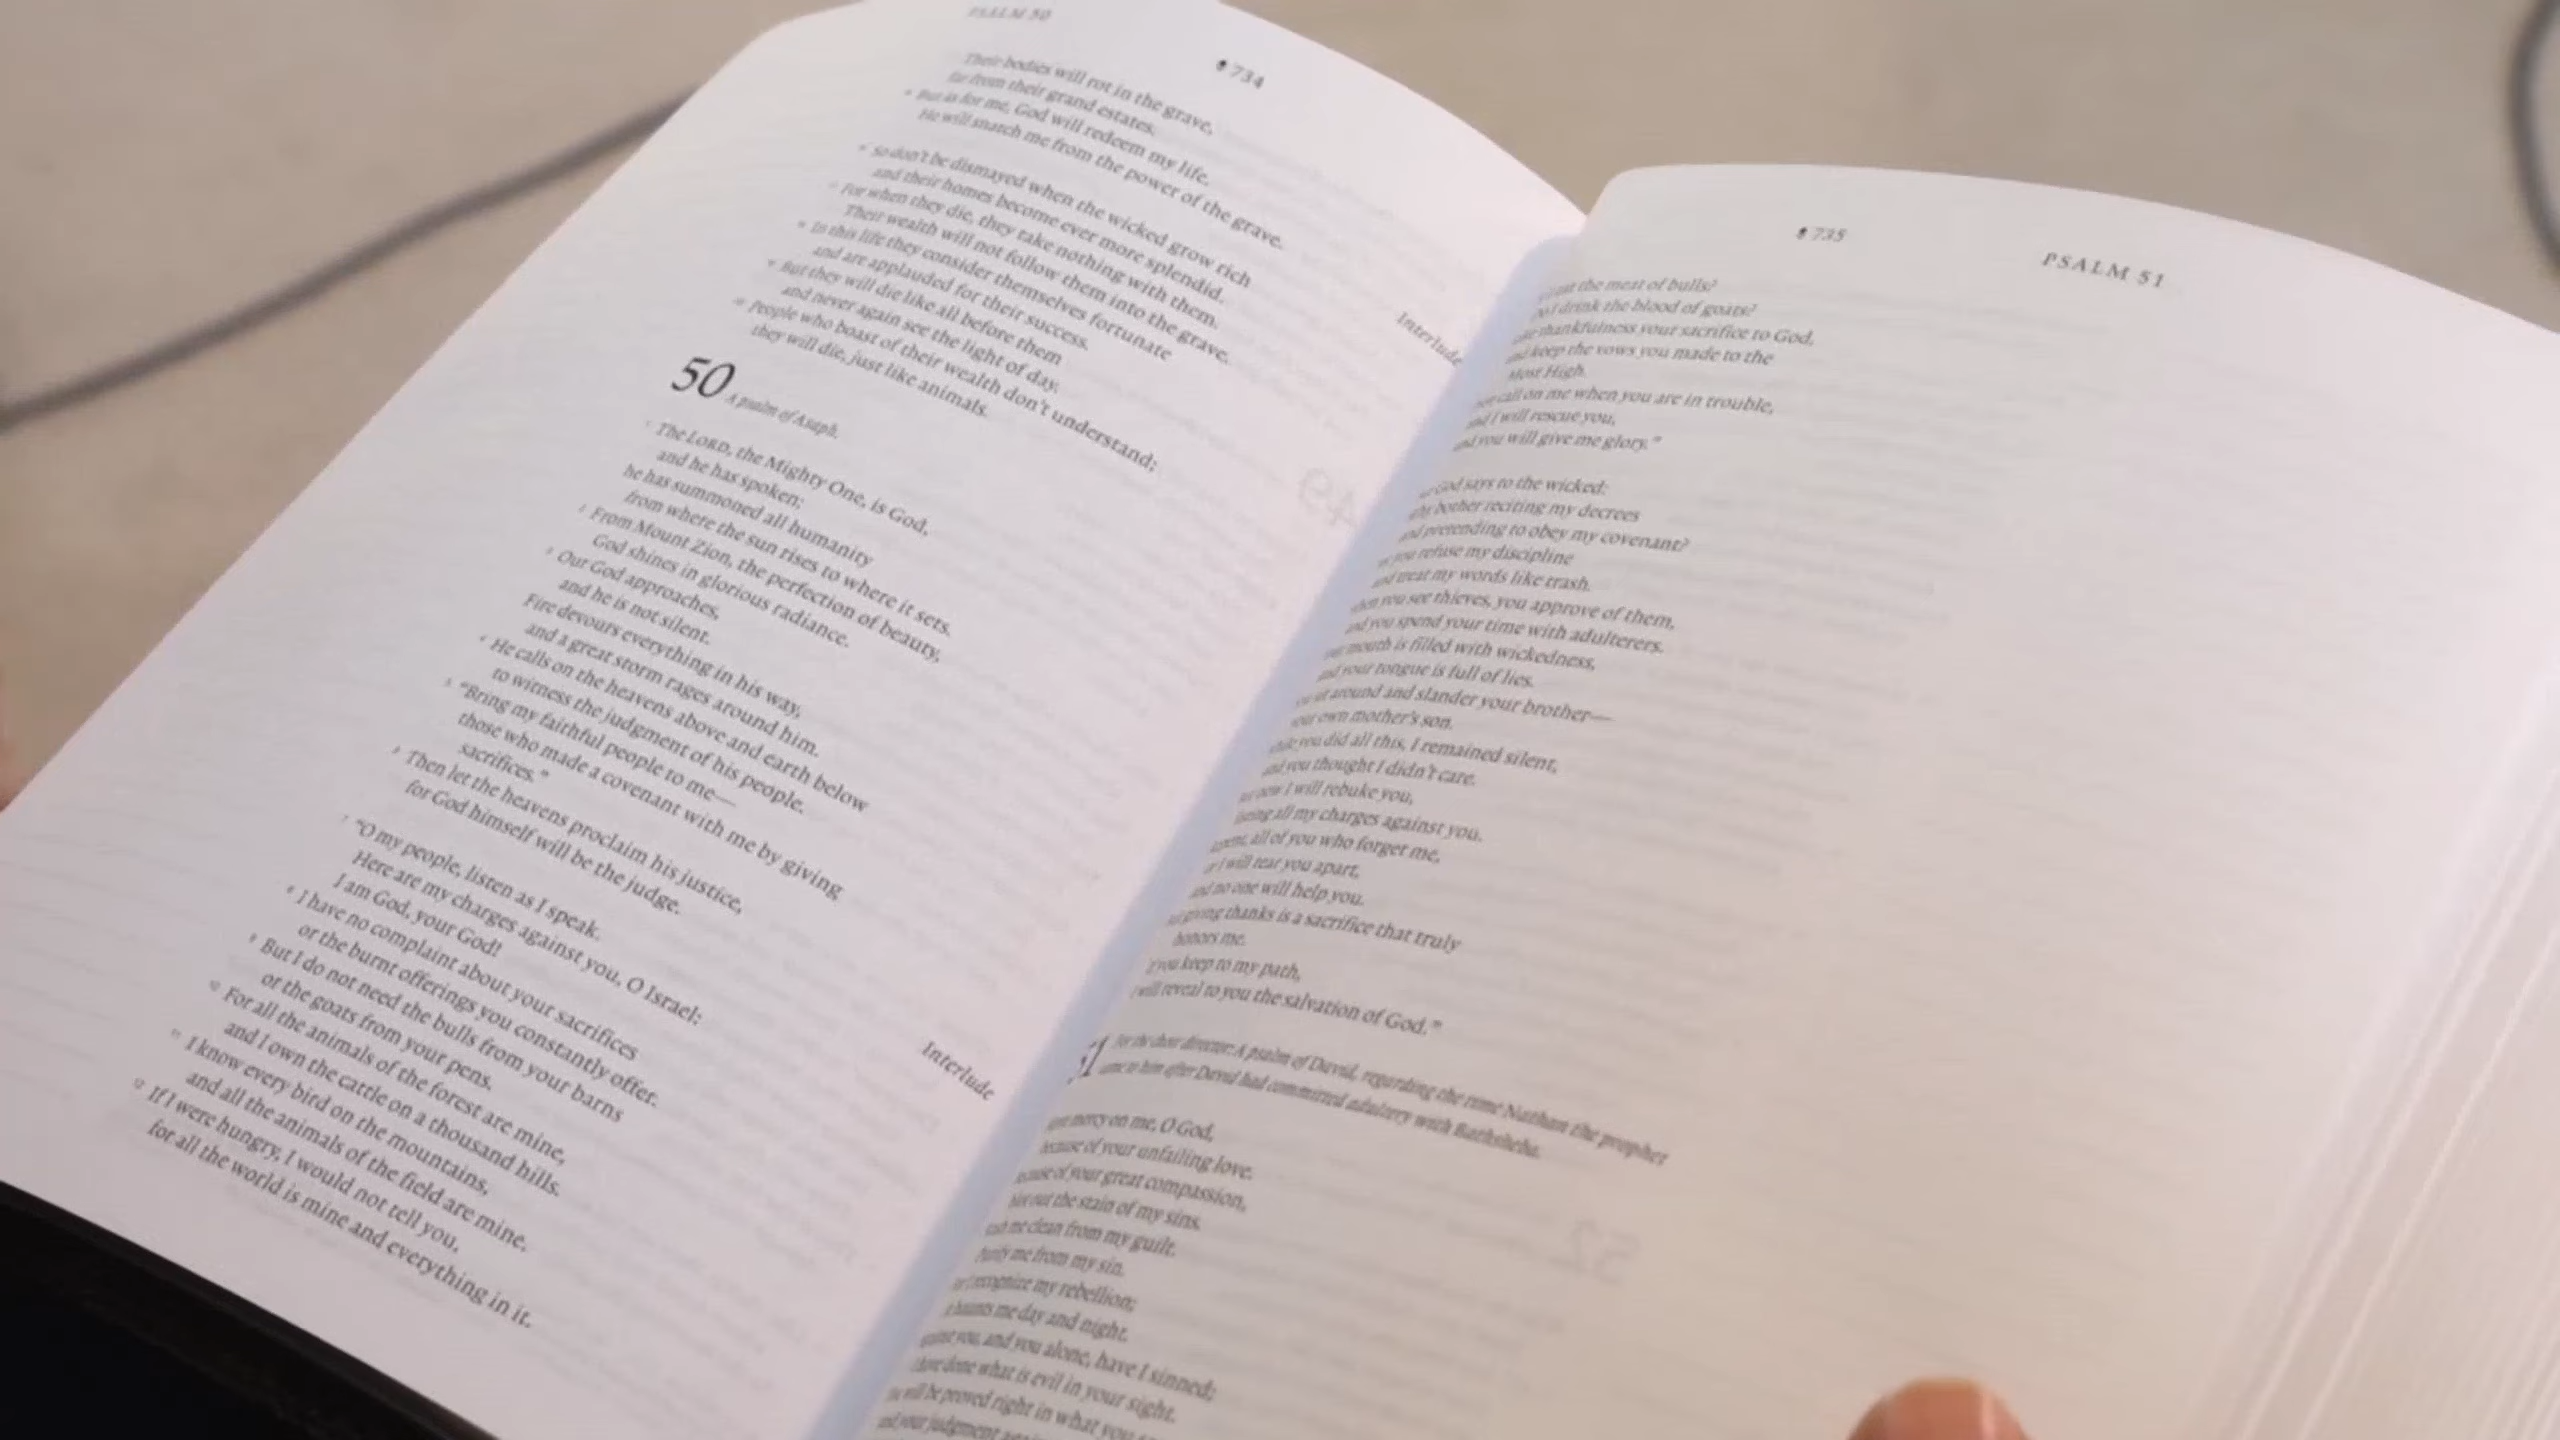 PSALM 50
734
Their bodies will rot in the grave,
far from their grand estates.
But as for me, God will redeem my life.
He will snatch me from the power of the grave.
Interlude
So don't be dismayed when the wicked grow rich
and their homes become ever more splendid.
For when they die, they take nothing with them.
Their wealth will not follow them into the grave.
In this life they consider themselves fortunate
and are applauded for their success.
But they will die like all before them
and never again see the light of day.
People who boast of their wealth don't understand;
they will die, just like animals.
50
A psalm of Asaph.
The LORD, the Mighty One, is God,
and he has spoken;
he has summoned all humanity
from where the sun rises to where it sets.
From Mount Zion, the perfection of beauty,
God shines in glorious radiance.
Our God approaches,
and he is not silent.
Fire devours everything in his way,
and a great storm rages around him.
He calls on the heavens above and earth below
to witness the judgment of his people.
"Bring my faithful people to me—
those who made a covenant with me by giving
sacrifices."
Then let the heavens proclaim his justice,
for God himself will be the judge.
Interlude
"O my people, listen as I speak.
Here are my charges against you, O Israel:
I am God, your God!
I have no complaint about your sacrifices
or the burnt offerings you constantly offer.
But I do not need the bulls from your barns
or the goats from your pens.
For all the animals of the forest are mine,
and I own the cattle on a thousand hills.
I know every bird on the mountains,
and all the animals of the field are mine.
If I were hungry, I would not tell you,
for all the world is mine and everything in it.
735
PSALM 51
eat the meat of bulls?
I drink the blood of goats?
thankfulness your sacrifice to God,
and keep the vows you made to the
Most High.
call on me when you are in trouble,
and I will rescue you,
and you will give me glory."
God says to the wicked:
bother reciting my decrees
and pretending to obey my covenant?
you refuse my discipline
and treat my words like trash.
When you see thieves, you approve of them,
and you spend your time with adulterers.
mouth is filled with wickedness,
and your tongue is full of lies.
sit around and slander your brother—
your own mother's son.
While you did all this, I remained silent,
and you thought I didn't care.
now I will rebuke you,
listing all my charges against you.
Repent, all of you who forget me,
or I will tear you apart,
and no one will help you.
giving thanks is a sacrifice that truly
honors me.
If you keep to my path,
I will reveal to you the salvation of God."
51
For the choir director: A psalm of David, regarding the time Nathan the prophet
came to him after David had committed adultery with Bathsheba.
mercy on me, O God,
because of your unfailing love.
Because of your great compassion,
blot out the stain of my sins.
Wash me clean from my guilt.
Purify me from my sin.
For I recognize my rebellion;
it haunts me day and night.
Against you, and you alone, have I sinned;
I have done what is evil in your sight.
will be proved right in what you
and your judgment